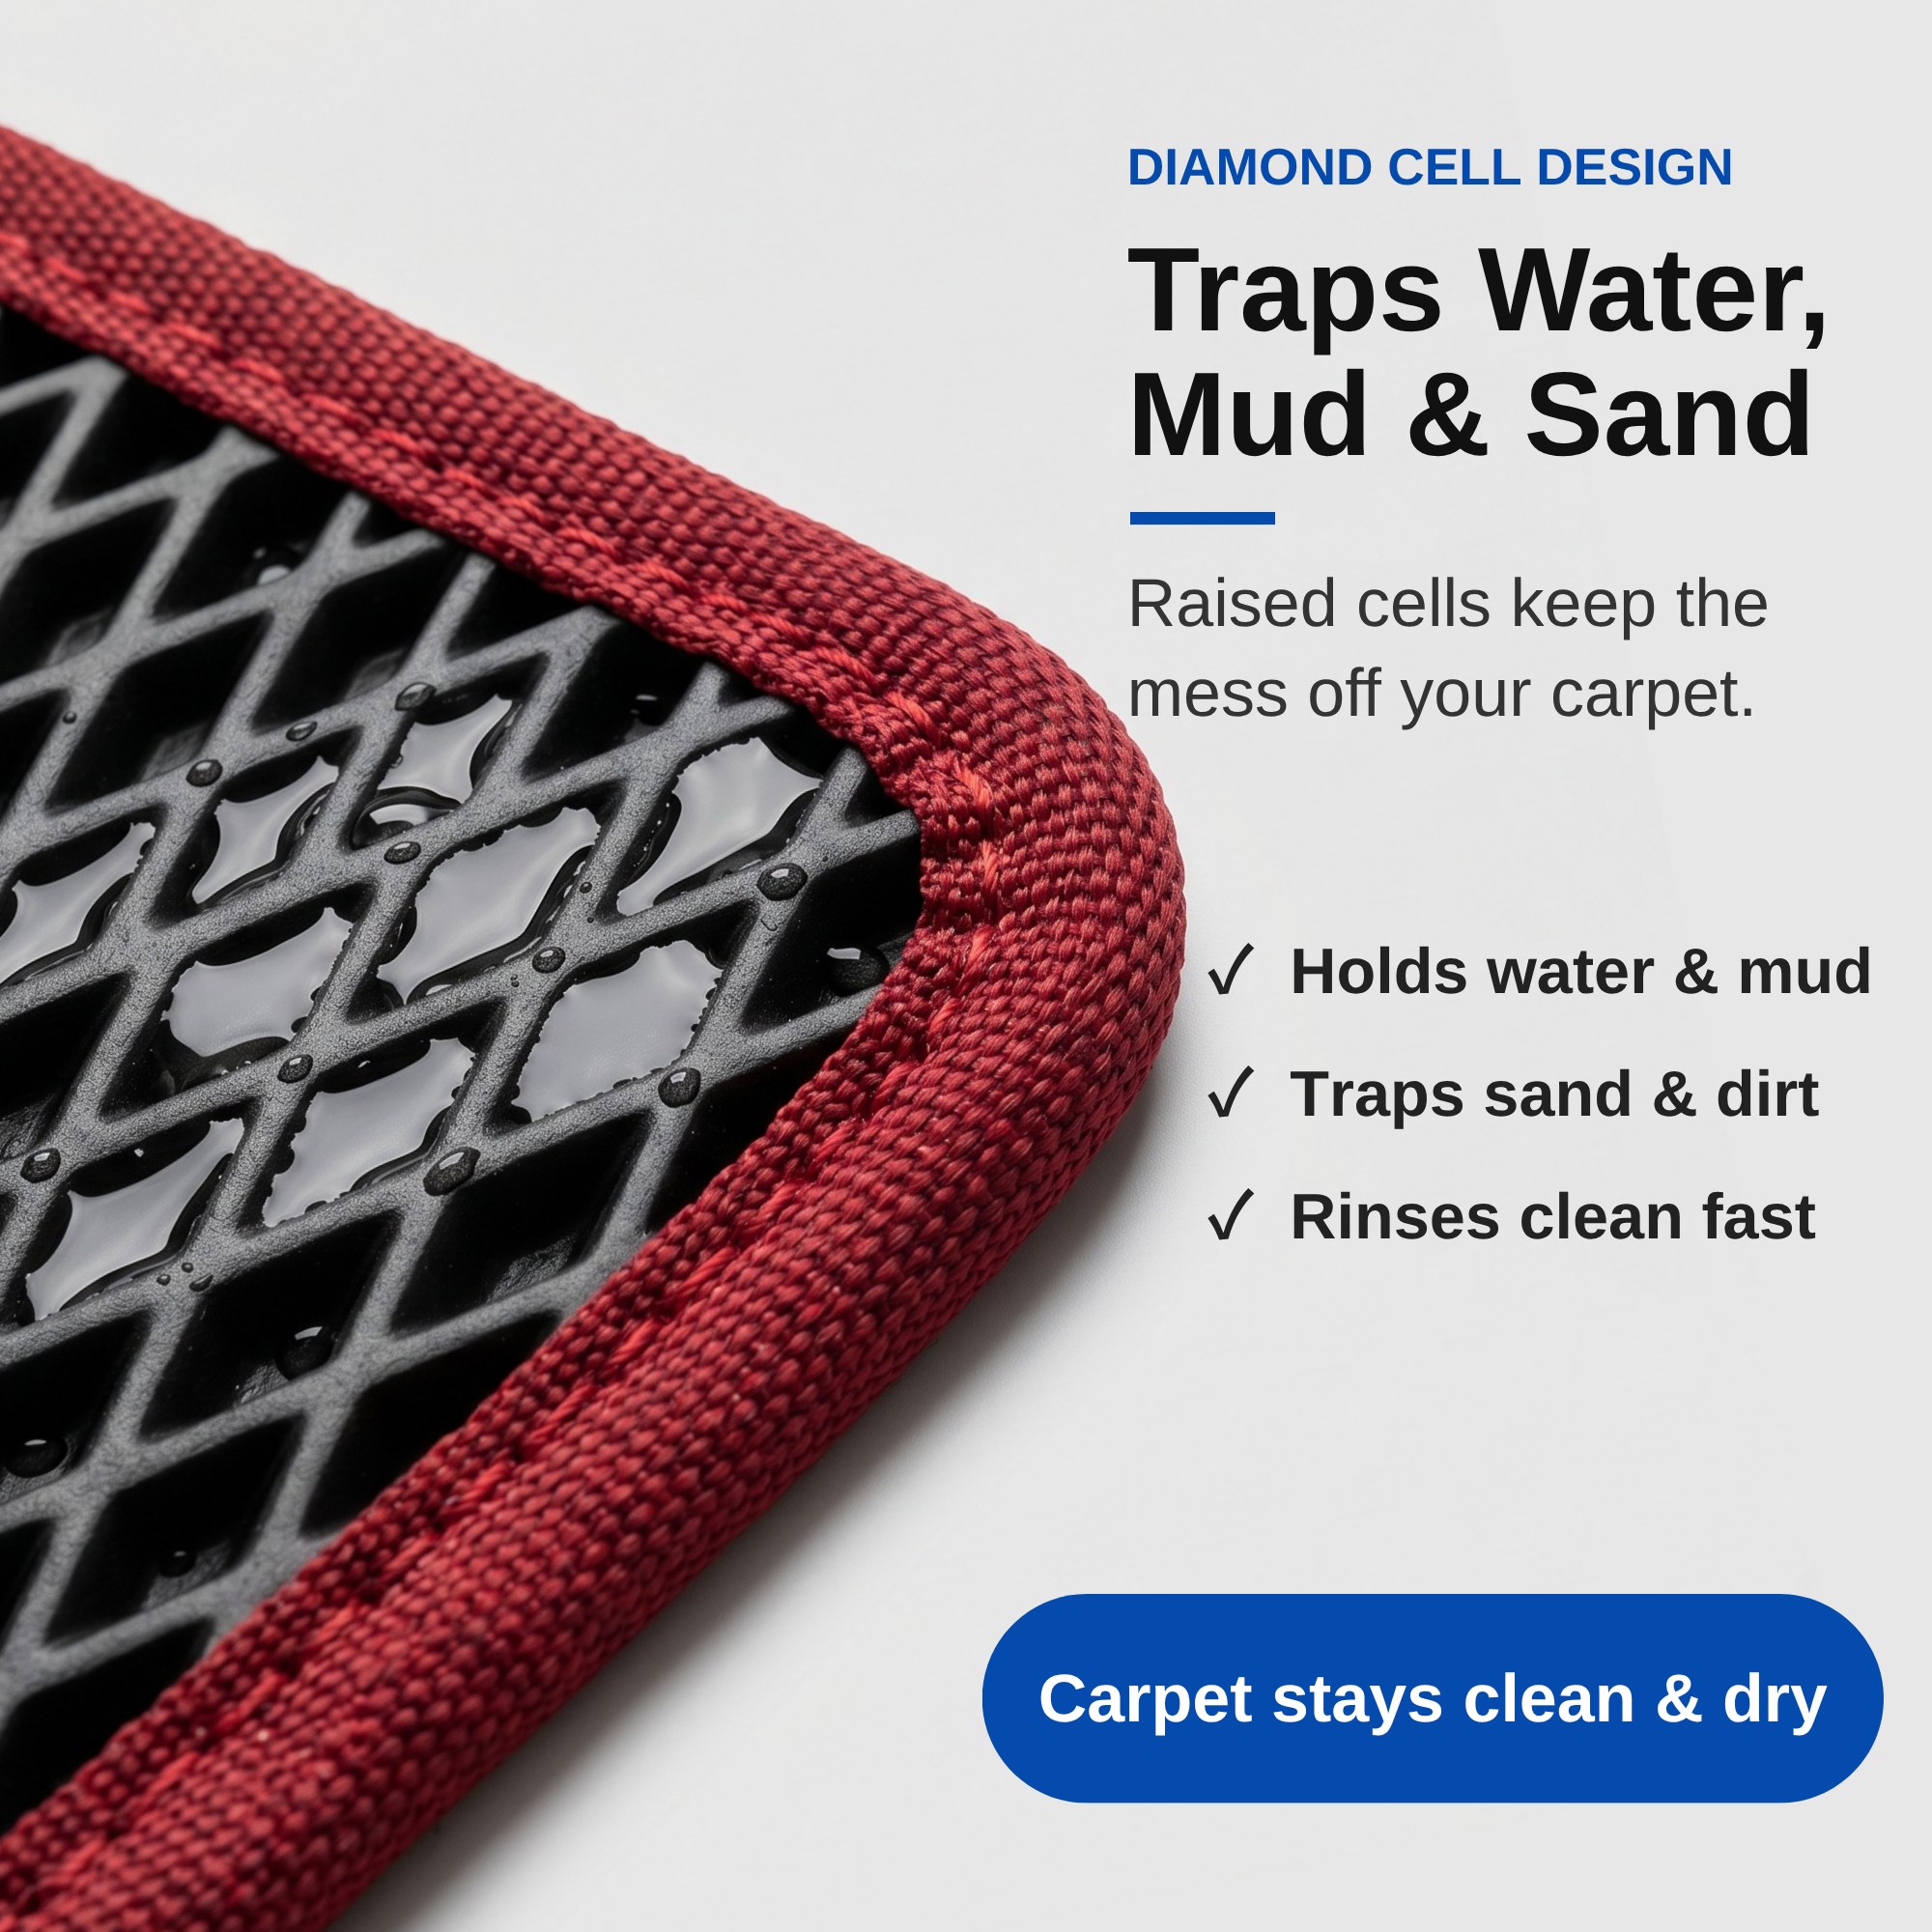 DIAMOND CELL DESIGN
Traps Water,
Mud & Sand
Raised cells keep the
mess off your carpet.
✓ Holds water & mud
✓ Traps sand & dirt
✓ Rinses clean fast
Carpet stays clean & dry